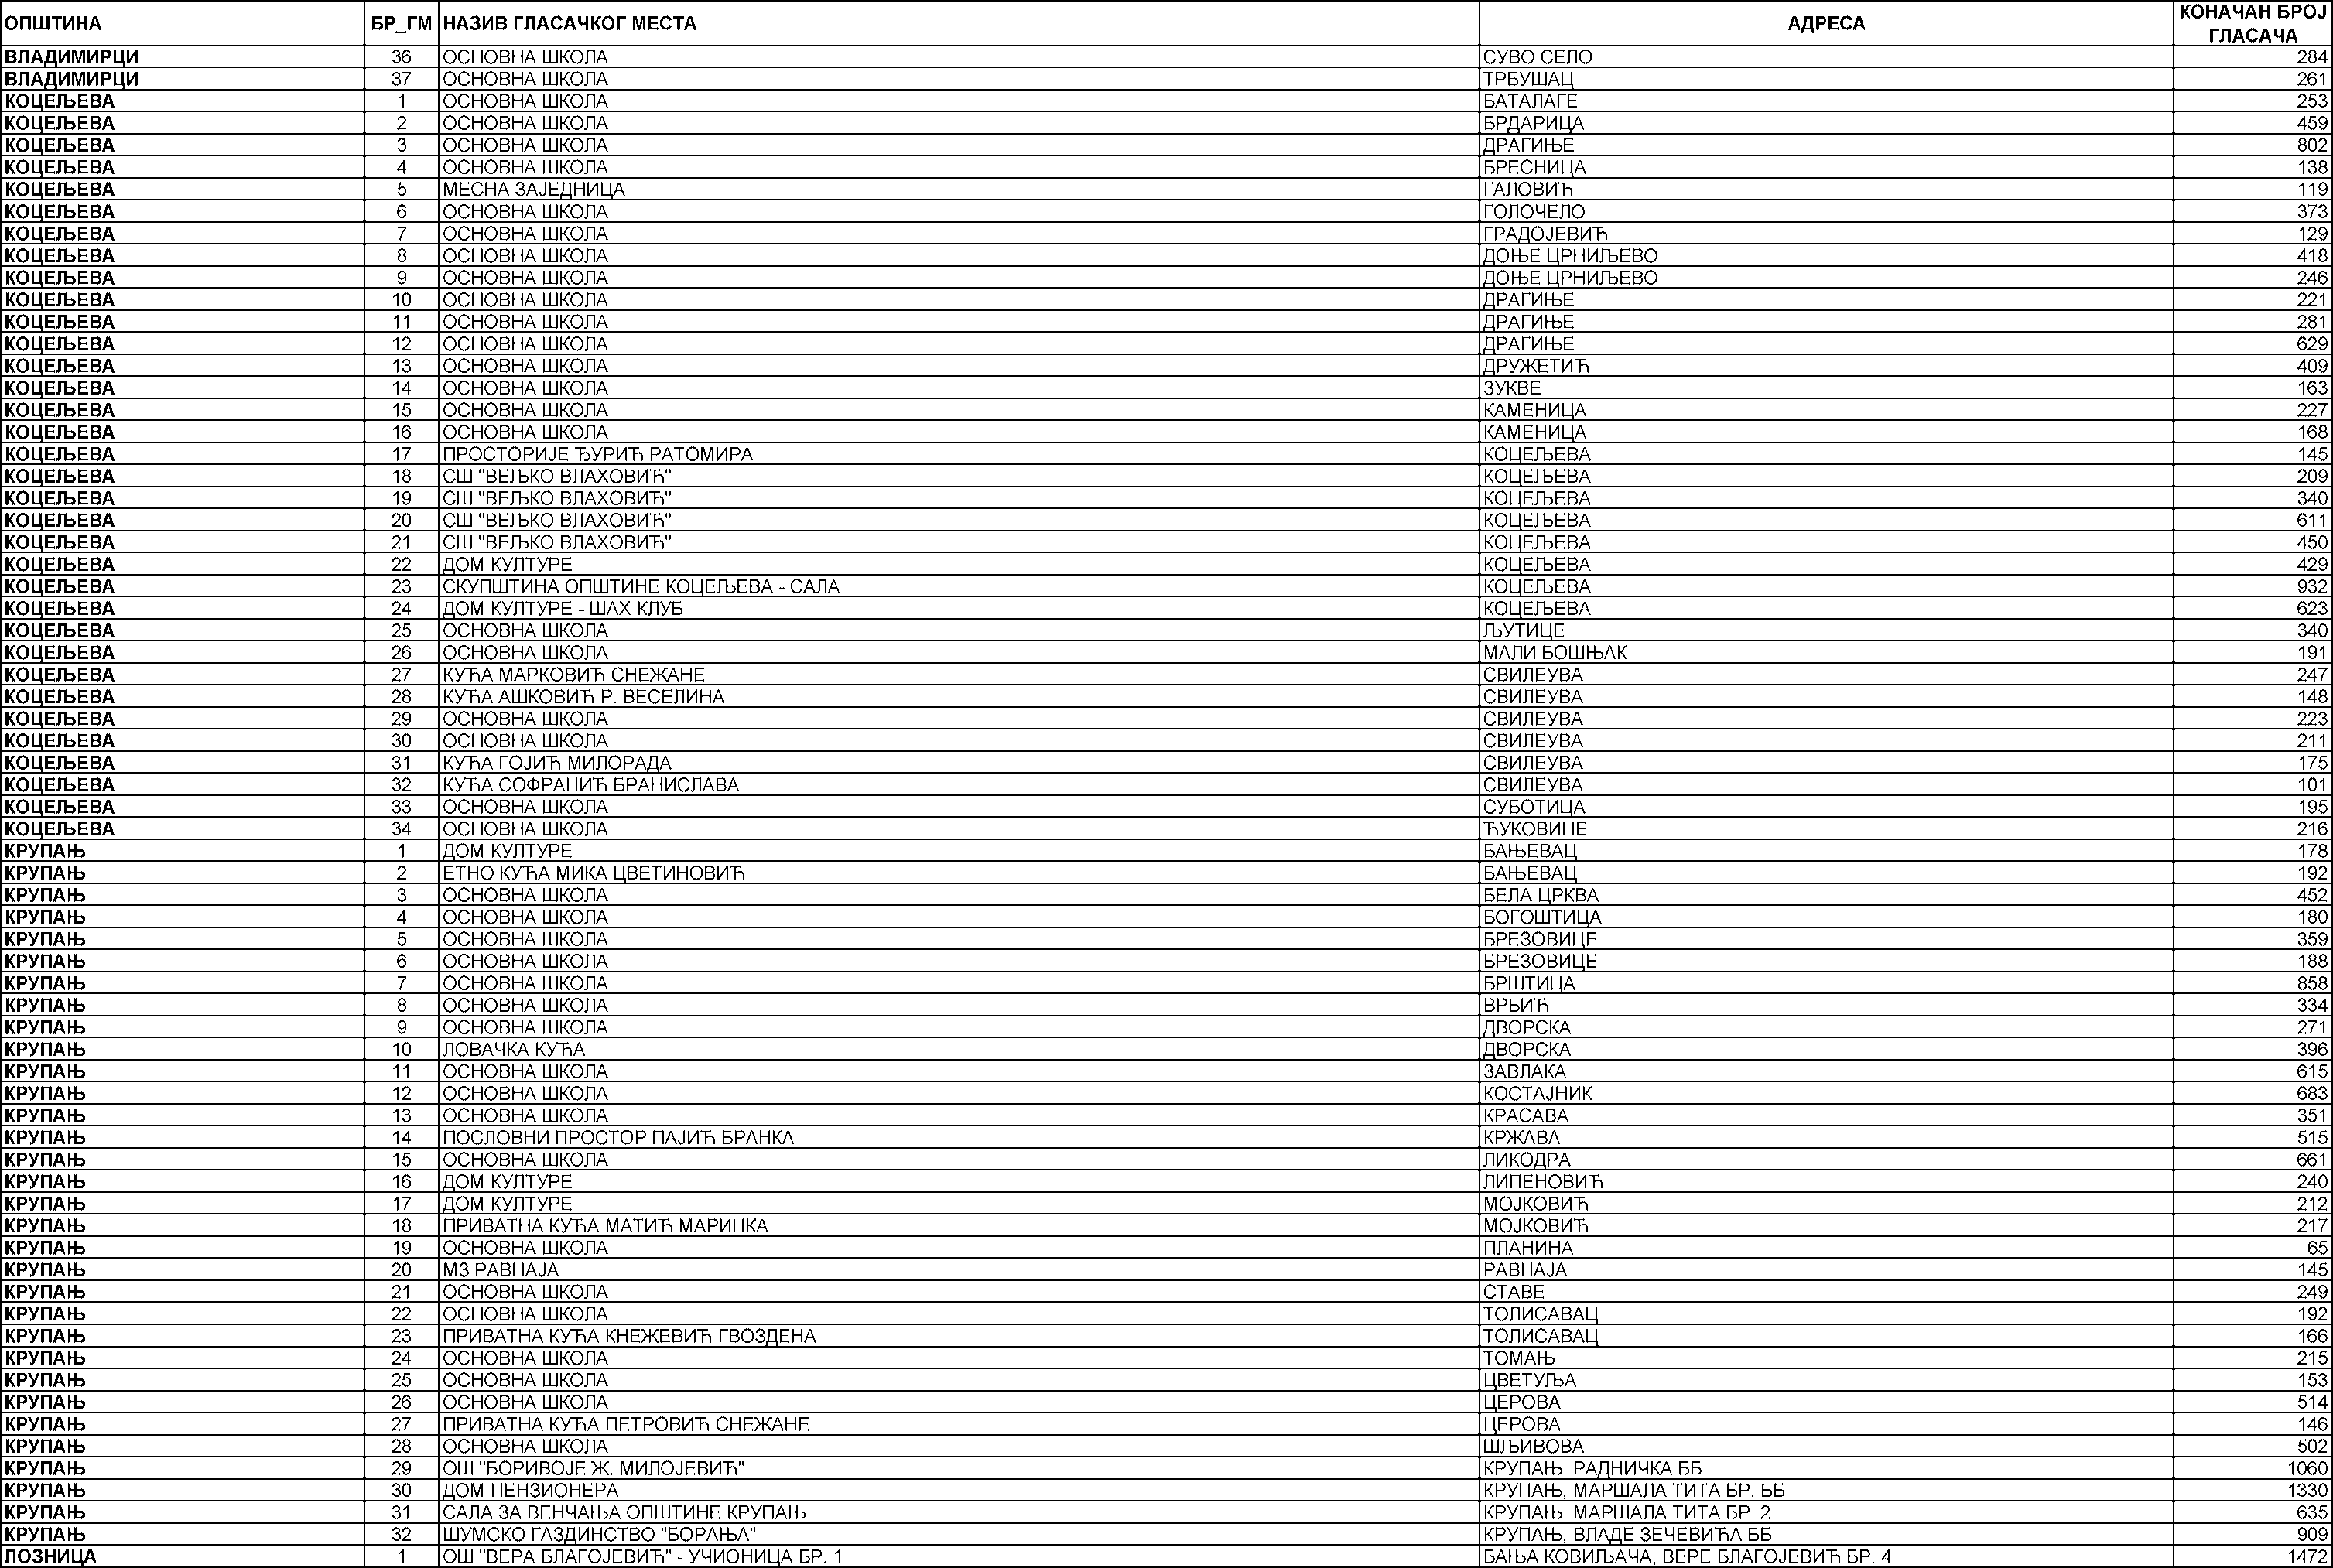 ОПШТИНА БР_ГМ НАЗИВ ГЛАСАЧКОГ МЕСТА АДРЕСА КОНАЧАН БРОЈ ГЛАСАЧА
ВЛАДИМИРЦИ 36 ОСНОВНА ШКОЛА СУВО СЕЛО 284
ВЛАДИМИРЦИ 37 ОСНОВНА ШКОЛА ТРБУШАЦ 261
КОЦЕЉЕВА 1 ОСНОВНА ШКОЛА БАТАЛАГЕ 253
КОЦЕЉЕВА 2 ОСНОВНА ШКОЛА БРДАРИЦА 459
КОЦЕЉЕВА 3 ОСНОВНА ШКОЛА ДРАГИЊЕ 802
КОЦЕЉЕВА 4 ОСНОВНА ШКОЛА БРЕСНИЦА 138
КОЦЕЉЕВА 5 МЕСНА ЗАЈЕДНИЦА ГАЛОВИЋ 119
КОЦЕЉЕВА 6 ОСНОВНА ШКОЛА ГОЛОЧЕЛО 373
КОЦЕЉЕВА 7 ОСНОВНА ШКОЛА ГРАДОЈЕВИЋ 129
КОЦЕЉЕВА 8 ОСНОВНА ШКОЛА ДОЊЕ ЦРНИЉЕВО 418
КОЦЕЉЕВА 9 ОСНОВНА ШКОЛА ДОЊЕ ЦРНИЉЕВО 246
КОЦЕЉЕВА 10 ОСНОВНА ШКОЛА ДРАГИЊЕ 221
КОЦЕЉЕВА 11 ОСНОВНА ШКОЛА ДРАГИЊЕ 281
КОЦЕЉЕВА 12 ОСНОВНА ШКОЛА ДРАГИЊЕ 629
КОЦЕЉЕВА 13 ОСНОВНА ШКОЛА ДРУЖЕТИЋ 409
КОЦЕЉЕВА 14 ОСНОВНА ШКОЛА ЗУКВЕ 163
КОЦЕЉЕВА 15 ОСНОВНА ШКОЛА КАМЕНИЦА 227
КОЦЕЉЕВА 16 ОСНОВНА ШКОЛА КАМЕНИЦА 168
КОЦЕЉЕВА 17 ПРОСТОРИЈЕ ЂУРИЋ РАТОМИРА КОЦЕЉЕВА 145
КОЦЕЉЕВА 18 СШ "ВЕЉКО ВЛАХОВИЋ" КОЦЕЉЕВА 209
КОЦЕЉЕВА 19 СШ "ВЕЉКО ВЛАХОВИЋ" КОЦЕЉЕВА 340
КОЦЕЉЕВА 20 СШ "ВЕЉКО ВЛАХОВИЋ" КОЦЕЉЕВА 611
КОЦЕЉЕВА 21 СШ "ВЕЉКО ВЛАХОВИЋ" КОЦЕЉЕВА 450
КОЦЕЉЕВА 22 ДОМ КУЛТУРЕ КОЦЕЉЕВА 429
КОЦЕЉЕВА 23 СКУПШТИНА ОПШТИНЕ КОЦЕЉЕВА - САЛА КОЦЕЉЕВА 932
КОЦЕЉЕВА 24 ДОМ КУЛТУРЕ - ШАХ КЛУБ КОЦЕЉЕВА 623
КОЦЕЉЕВА 25 ОСНОВНА ШКОЛА ЉУТИЦЕ 340
КОЦЕЉЕВА 26 ОСНОВНА ШКОЛА МАЛИ БОШЊАК 191
КОЦЕЉЕВА 27 КУЋА МАРКОВИЋ СНЕЖАНЕ СВИЛЕУВА 247
КОЦЕЉЕВА 28 КУЋА АШКОВИЋ Р. ВЕСЕЛИНА СВИЛЕУВА 148
КОЦЕЉЕВА 29 ОСНОВНА ШКОЛА СВИЛЕУВА 223
КОЦЕЉЕВА 30 ОСНОВНА ШКОЛА СВИЛЕУВА 211
КОЦЕЉЕВА 31 КУЋА ГОЈИЋ МИЛОРАДА СВИЛЕУВА 175
КОЦЕЉЕВА 32 КУЋА СОФРАНИЋ БРАНИСЛАВА СВИЛЕУВА 101
КОЦЕЉЕВА 33 ОСНОВНА ШКОЛА СУБОТИЦА 195
КОЦЕЉЕВА 34 ОСНОВНА ШКОЛА ЋУКОВИНЕ 216
КРУПАЊ 1 ДОМ КУЛТУРЕ БАЊЕВАЦ 178
КРУПАЊ 2 ЕТНО КУЋА МИКА ЦВЕТИНОВИЋ БАЊЕВАЦ 192
КРУПАЊ 3 ОСНОВНА ШКОЛА БЕЛА ЦРКВА 452
КРУПАЊ 4 ОСНОВНА ШКОЛА БОГОШТИЦА 180
КРУПАЊ 5 ОСНОВНА ШКОЛА БРЕЗОВИЦЕ 359
КРУПАЊ 6 ОСНОВНА ШКОЛА БРЕЗОВИЦЕ 188
КРУПАЊ 7 ОСНОВНА ШКОЛА БРШТИЦА 858
КРУПАЊ 8 ОСНОВНА ШКОЛА ВРБИЋ 334
КРУПАЊ 9 ОСНОВНА ШКОЛА ДВОРСКА 271
КРУПАЊ 10 ЛОВАЧКА КУЋА ДВОРСКА 396
КРУПАЊ 11 ОСНОВНА ШКОЛА ЗАВЛАКА 615
КРУПАЊ 12 ОСНОВНА ШКОЛА КОСТАЈНИК 683
КРУПАЊ 13 ОСНОВНА ШКОЛА КРАСАВА 351
КРУПАЊ 14 ПОСЛОВНИ ПРОСТОР ПАЈИЋ БРАНКА КРЖАВА 515
КРУПАЊ 15 ОСНОВНА ШКОЛА ЛИКОДРА 661
КРУПАЊ 16 ДОМ КУЛТУРЕ ЛИПЕНОВИЋ 240
КРУПАЊ 17 ДОМ КУЛТУРЕ МОЈКОВИЋ 212
КРУПАЊ 18 ПРИВАТНА КУЋА МАТИЋ МАРИНКА МОЈКОВИЋ 217
КРУПАЊ 19 ОСНОВНА ШКОЛА ПЛАНИНА 65
КРУПАЊ 20 МЗ РАВНАЈА РАВНАЈА 145
КРУПАЊ 21 ОСНОВНА ШКОЛА СТАВЕ 249
КРУПАЊ 22 ОСНОВНА ШКОЛА ТОЛИСАВАЦ 192
КРУПАЊ 23 ПРИВАТНА КУЋА КНЕЖЕВИЋ ГВОЗДЕНА ТОЛИСАВАЦ 166
КРУПАЊ 24 ОСНОВНА ШКОЛА ТОМАЊ 215
КРУПАЊ 25 ОСНОВНА ШКОЛА ЦВЕТУЉА 153
КРУПАЊ 26 ОСНОВНА ШКОЛА ЦЕРОВА 514
КРУПАЊ 27 ПРИВАТНА КУЋА ПЕТРОВИЋ СНЕЖАНЕ ЦЕРОВА 146
КРУПАЊ 28 ОСНОВНА ШКОЛА ШЉИВОВА 502
КРУПАЊ 29 ОШ "БОРИВОЈЕ Ж. МИЛОЈЕВИЋ" КРУПАЊ, РАДНИЧКА ББ 1060
КРУПАЊ 30 ДОМ ПЕНЗИОНЕРА КРУПАЊ, МАРШАЛА ТИТА БР. ББ 1330
КРУПАЊ 31 САЛА ЗА ВЕНЧАЊА ОПШТИНЕ КРУПАЊ КРУПАЊ, МАРШАЛА ТИТА БР. 2 635
КРУПАЊ 32 ШУМСКО ГАЗДИНСТВО "БОРАЊА" КРУПАЊ, ВЛАДЕ ЗЕЧЕВИЋА ББ 909
ЛОЗНИЦА 1 ОШ "ВЕРА БЛАГОЈЕВИЋ" - УЧИОНИЦА БР. 1 БАЊА КОВИЉАЧА, ВЕРЕ БЛАГОЈЕВИЋ БР. 4 1472